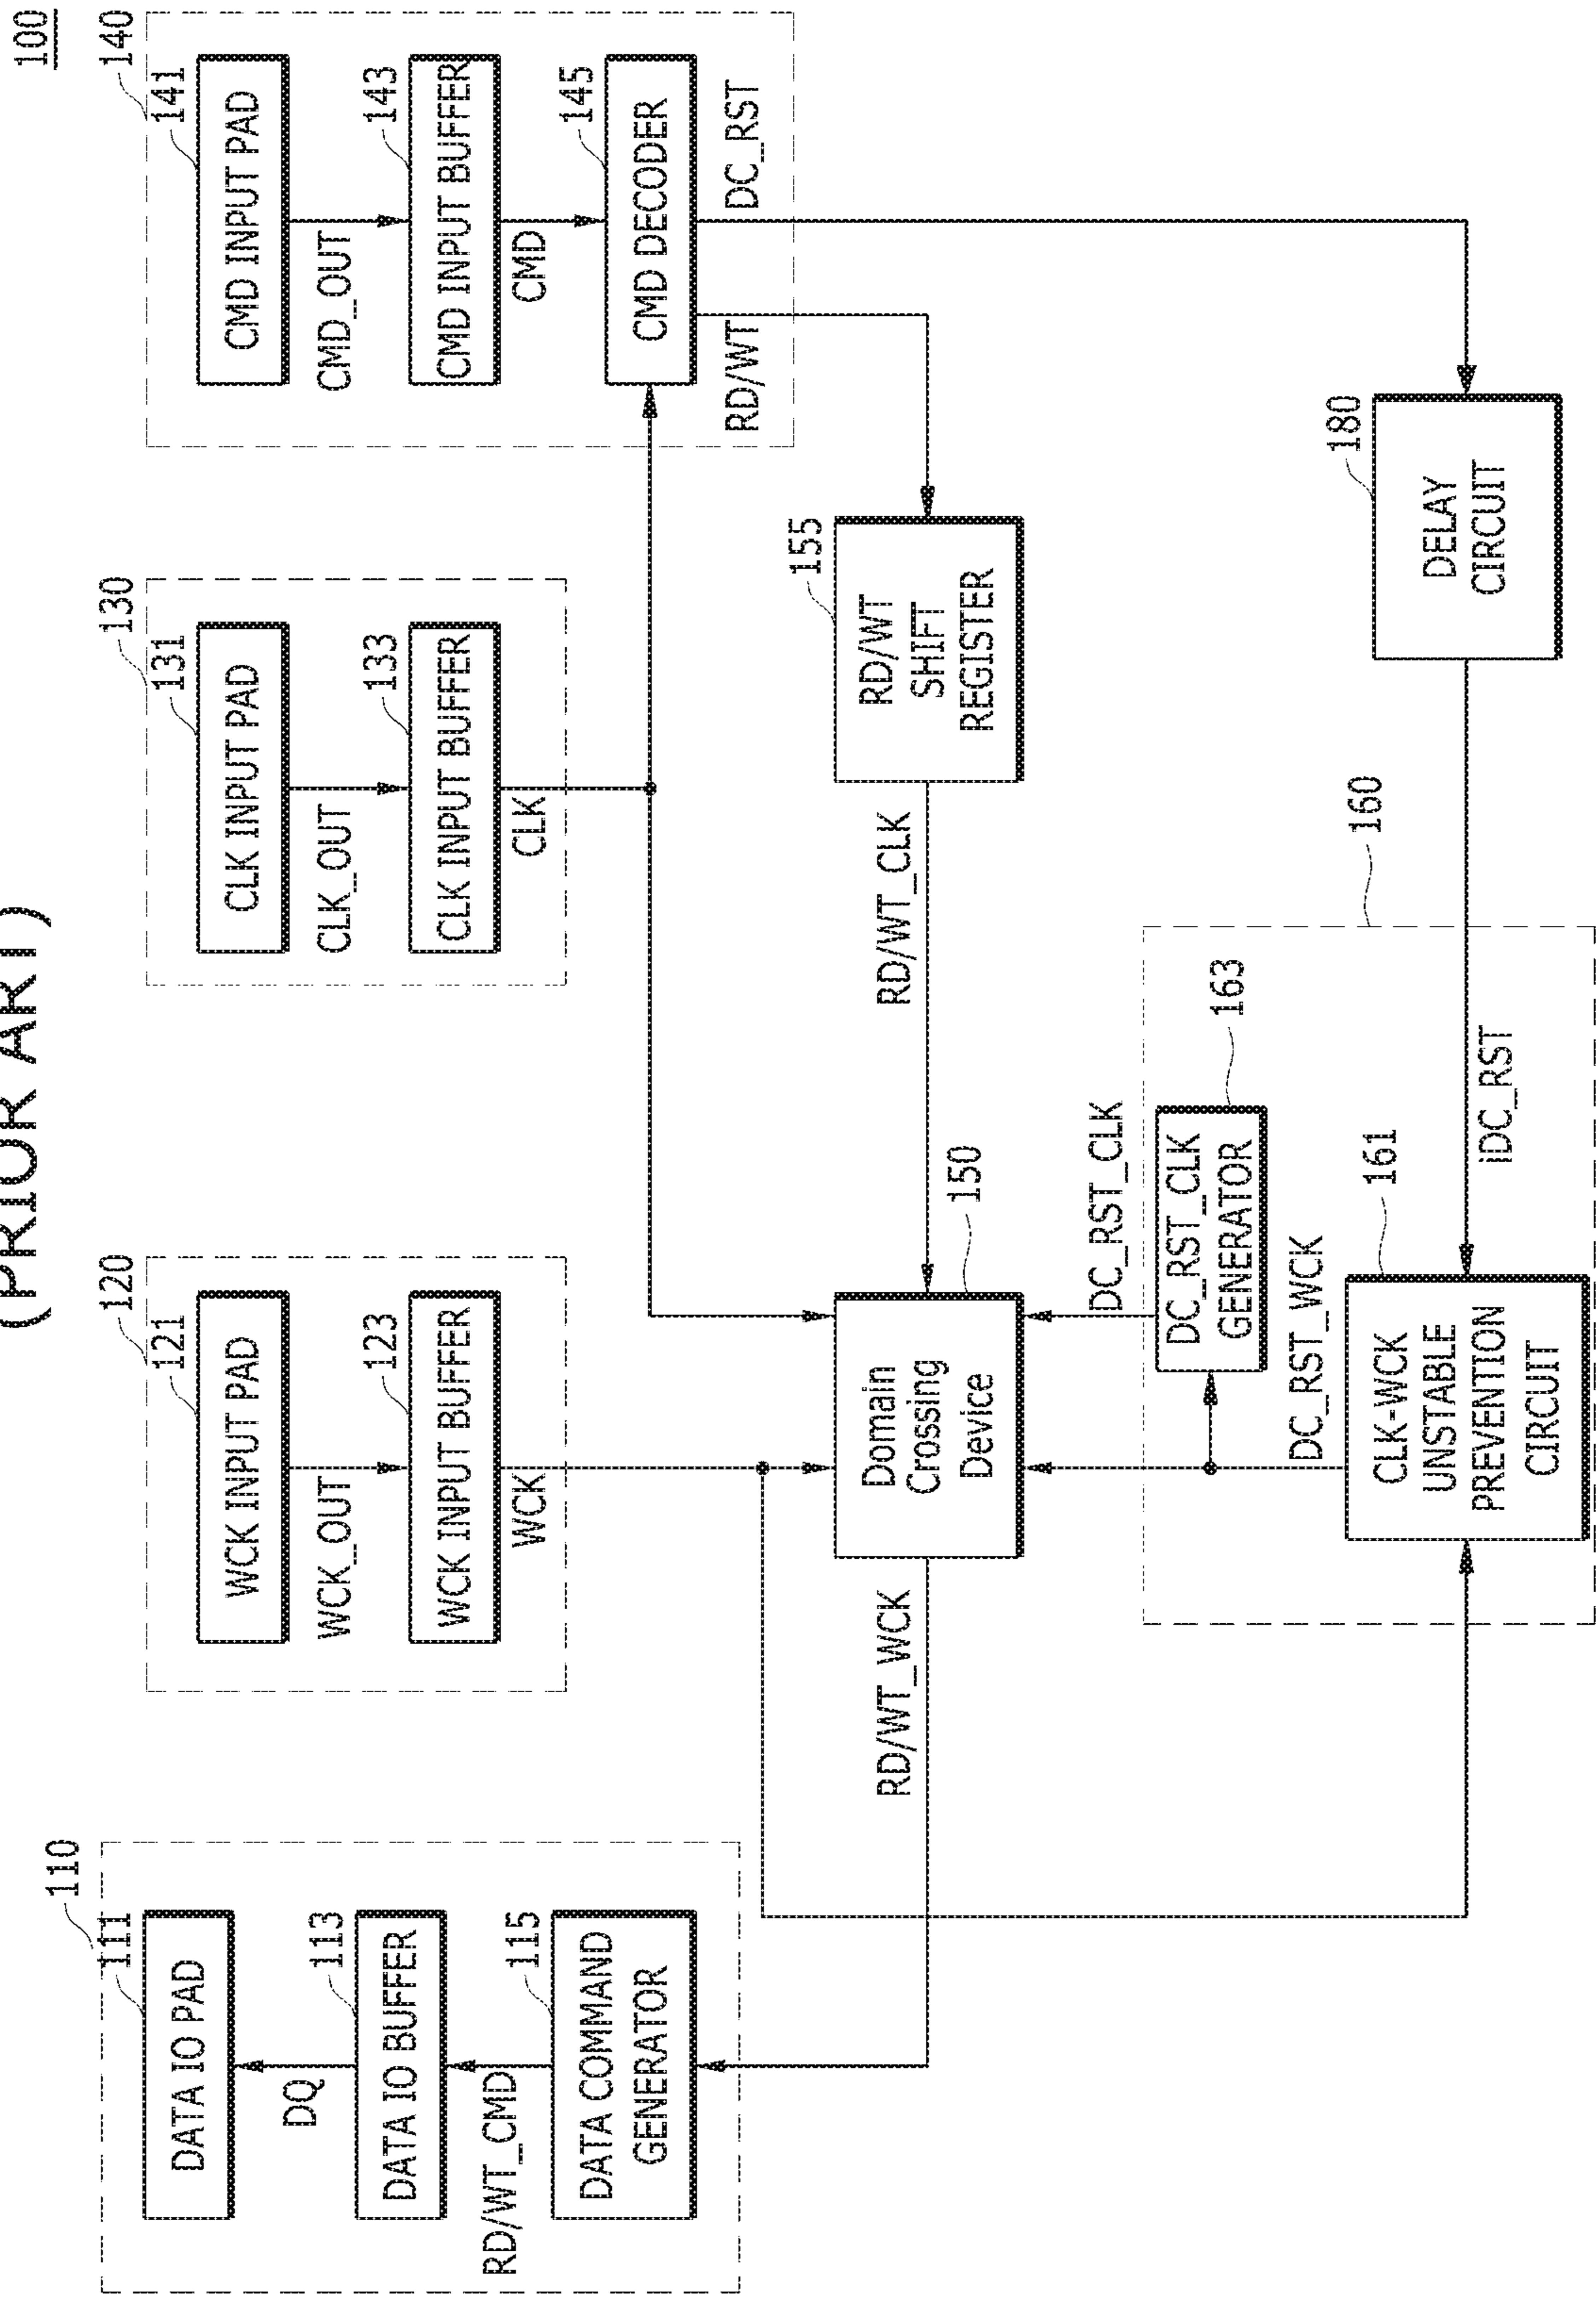 (PRIOR ART)
100
110
111
DATA IO PAD
DQ
113
DATA IO BUFFER
RD/WT_CMD
115
DATA COMMAND
GENERATOR
120
121
WCK INPUT PAD
WCK_OUT
123
WCK INPUT BUFFER
WCK
130
131
CLK INPUT PAD
CLK_OUT
133
CLK INPUT BUFFER
CLK
140
141
CMD INPUT PAD
CMD_OUT
143
CMD INPUT BUFFER
CMD
145
CMD DECODER
RD/WT
DC_RST
RD/WT_WCK
150
Domain
Crossing
Device
RD/WT_CLK
155
RD/WT
SHIFT
REGISTER
DC_RST_CLK
160
163
DC_RST_CLK
GENERATOR
DC_RST_WCK
161
CLK-WCK
UNSTABLE
PREVENTION
CIRCUIT
iDC_RST
180
DELAY
CIRCUIT